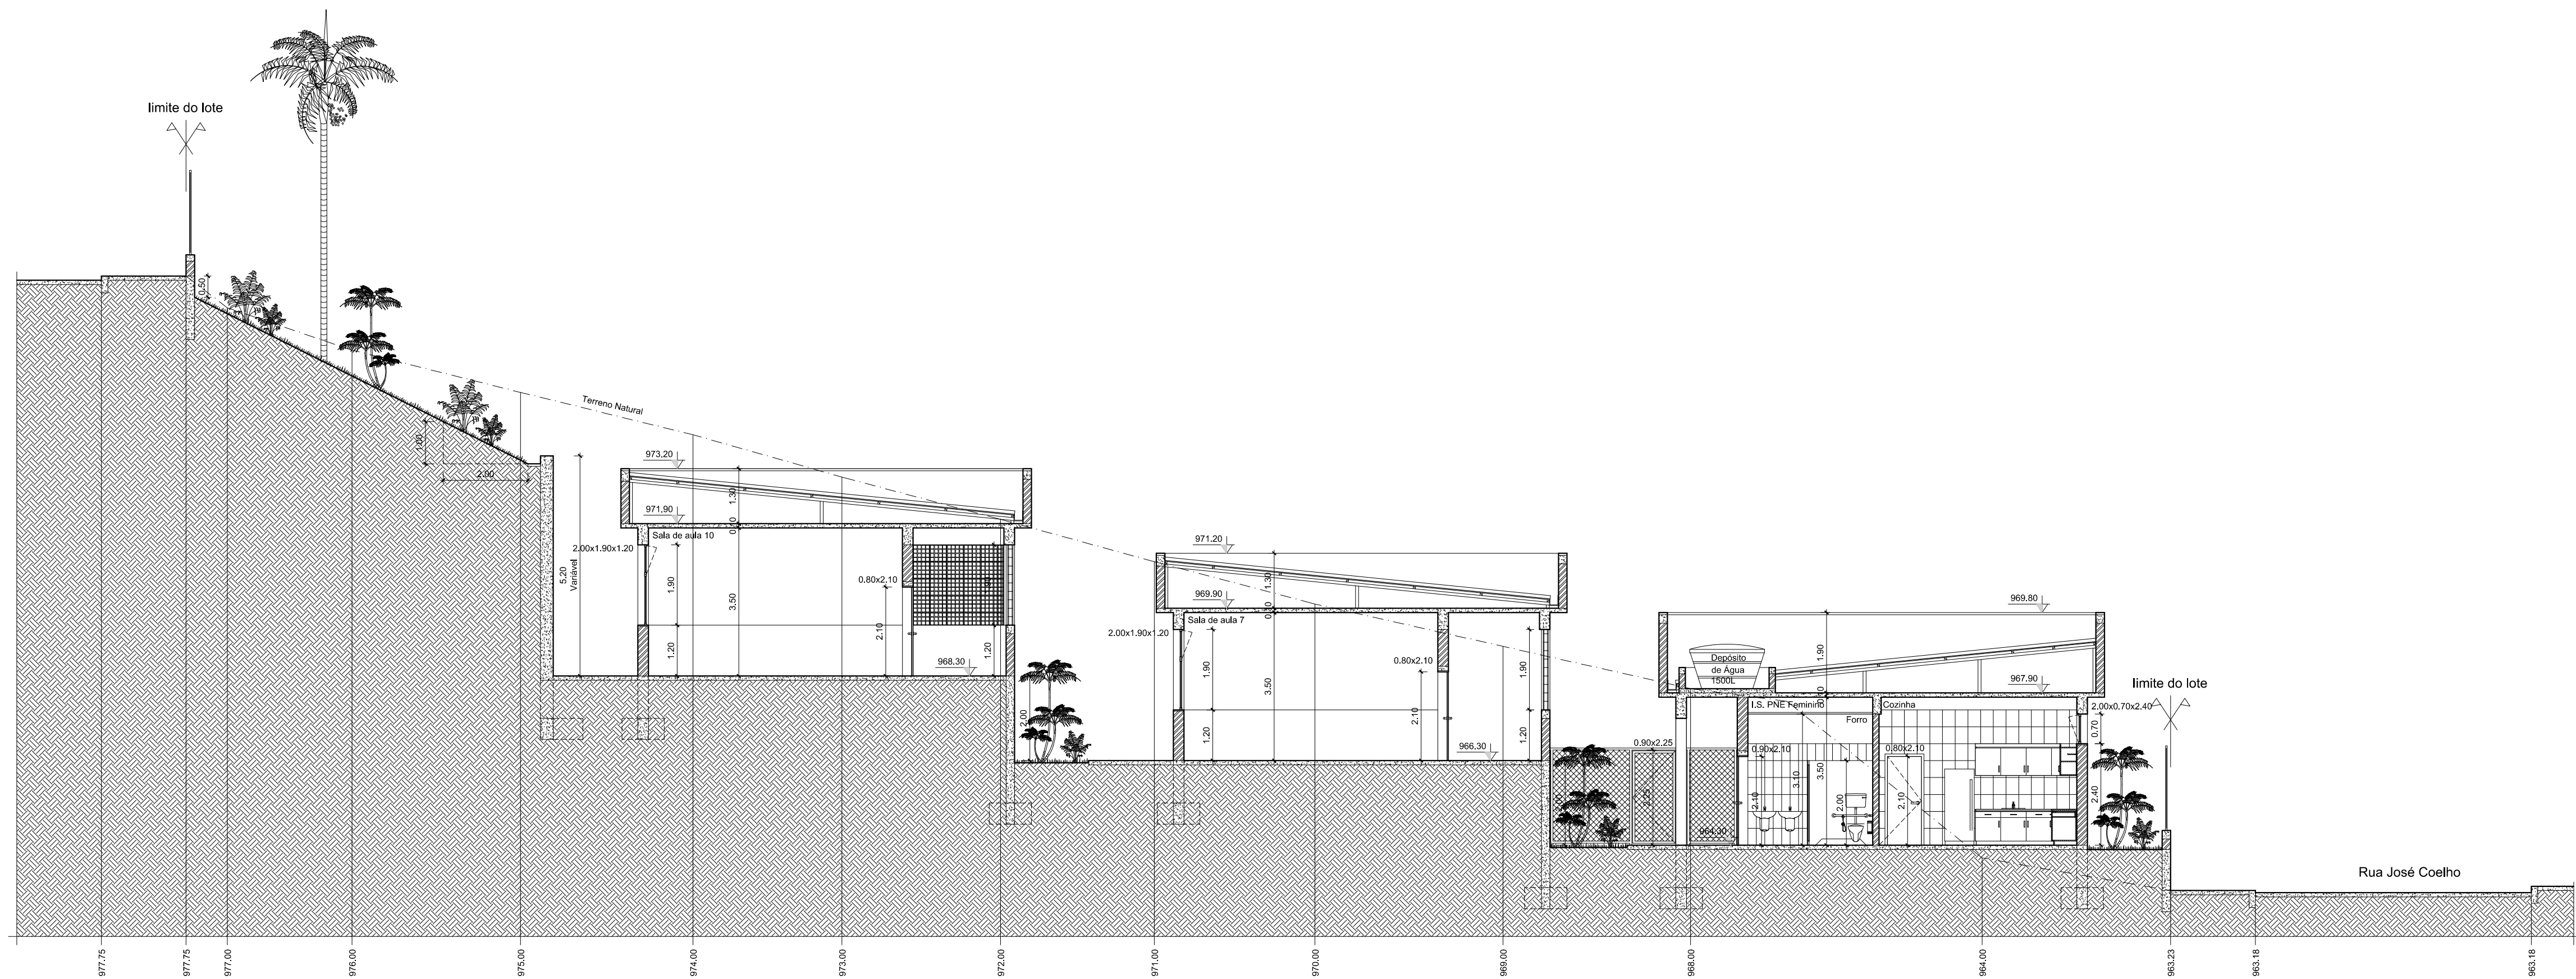 limite do lote
0.50
Terreno Natural
1.00
2.00
5.20
Variável
973,20
1.30
971,90
0.10
Sala de aula 10
2.00x1.90x1.20
1.90
3.50
0.80x2.10
2.10
1.20
968.30
1.20
2.00
971.20
1.30
969.90
0.10
Sala de aula 7
2.00x1.90x1.20
1.90
3.50
0.80x2.10
1.90
2.10
1.20
966.30
1.20
969.80
Depósito
de Água
1500L
1.90
967.90
0.10
I.S. PNE Feminino
Forro
Cozinha
2.00x0.70x2.40
0.70
0.90x2.25
0.90x2.10
0.80x2.10
2.25
2.10
3.10
3.50
2.00
2.10
2.40
964.30
limite do lote
Rua José Coelho
977.75
977.75
977.00
976.00
975.00
974.00
973.00
972.00
971.00
970.00
969.00
968.00
964.00
963.23
963.18
963.18